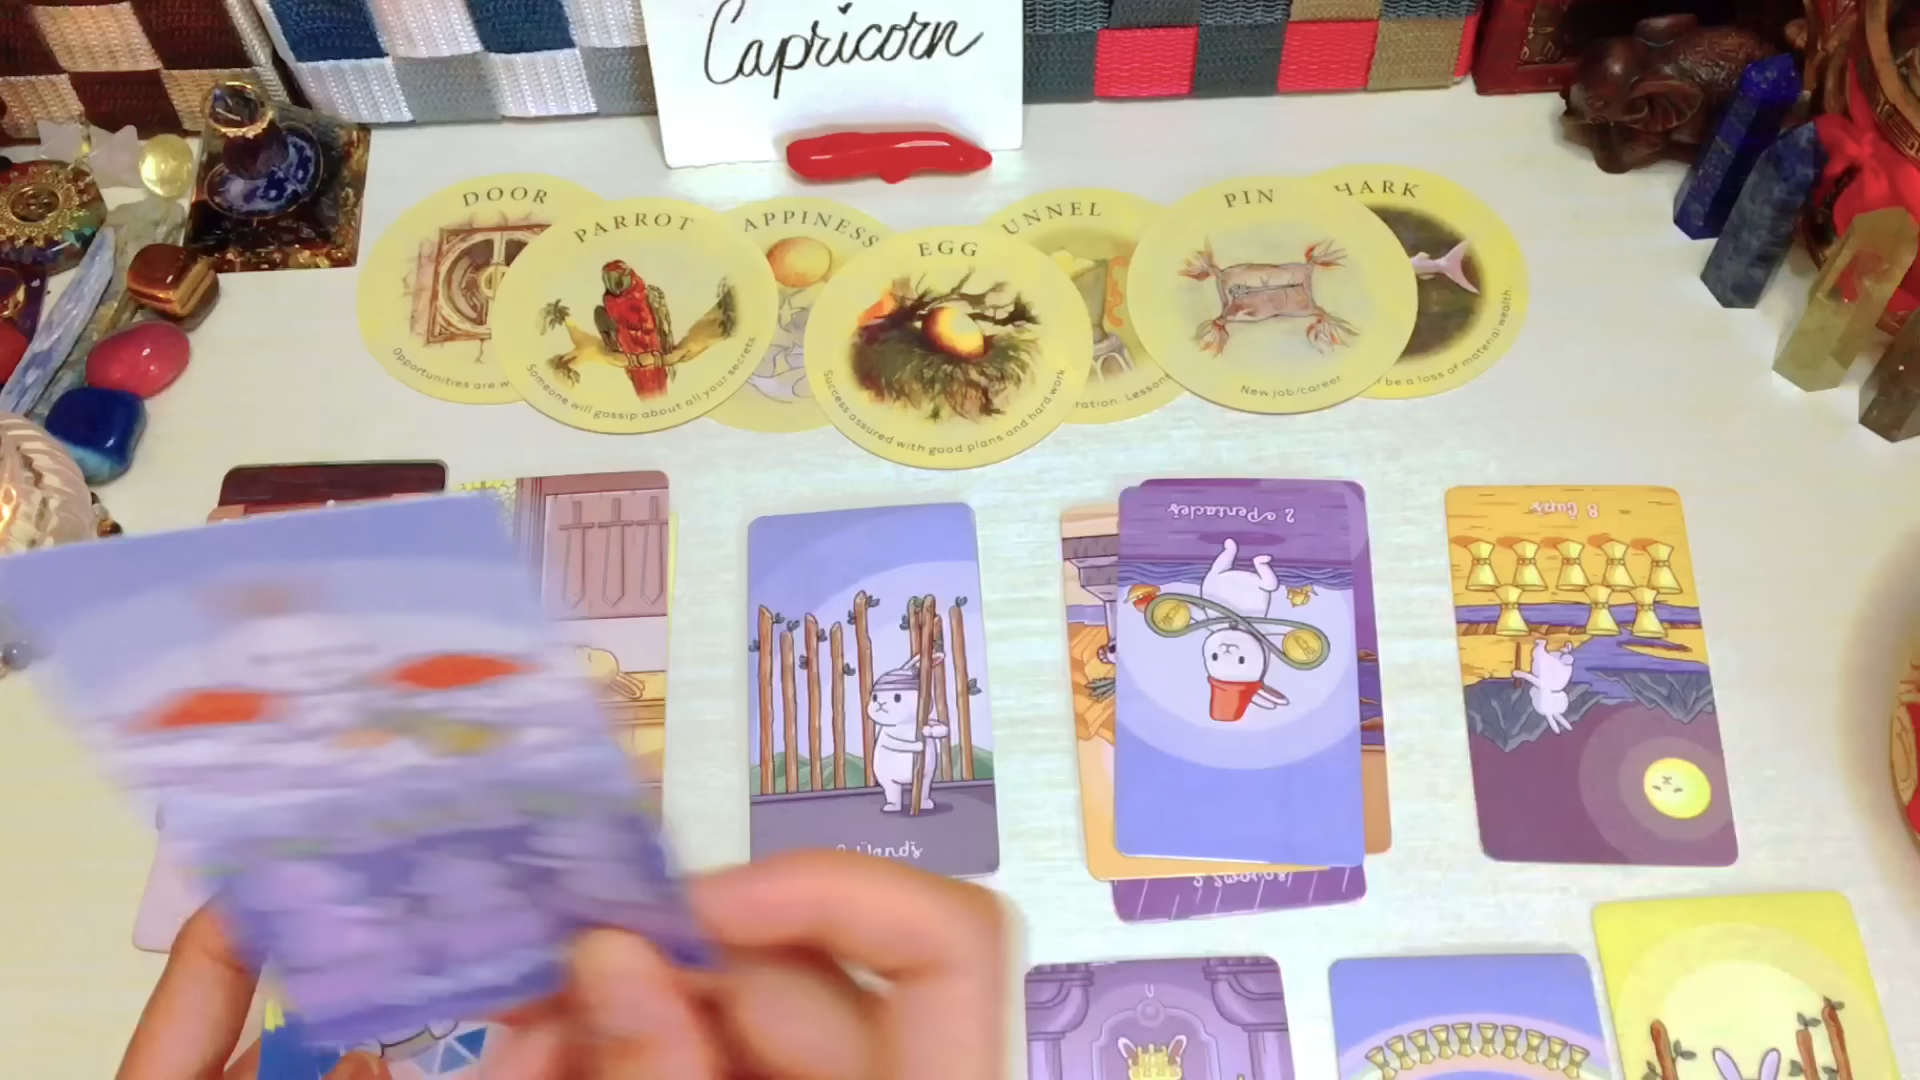 Capricorn
DOOR
PARROT
APPINESS
EGG
UNNEL
PIN
HARK
Opportunities are w
Someone will gossip about all your secrets.
Success assured with good plans and hard work
ration. Lesson
New job/career
l be a loss of material wealth.
2 Pentacles
8 Cups
Wands
Swords